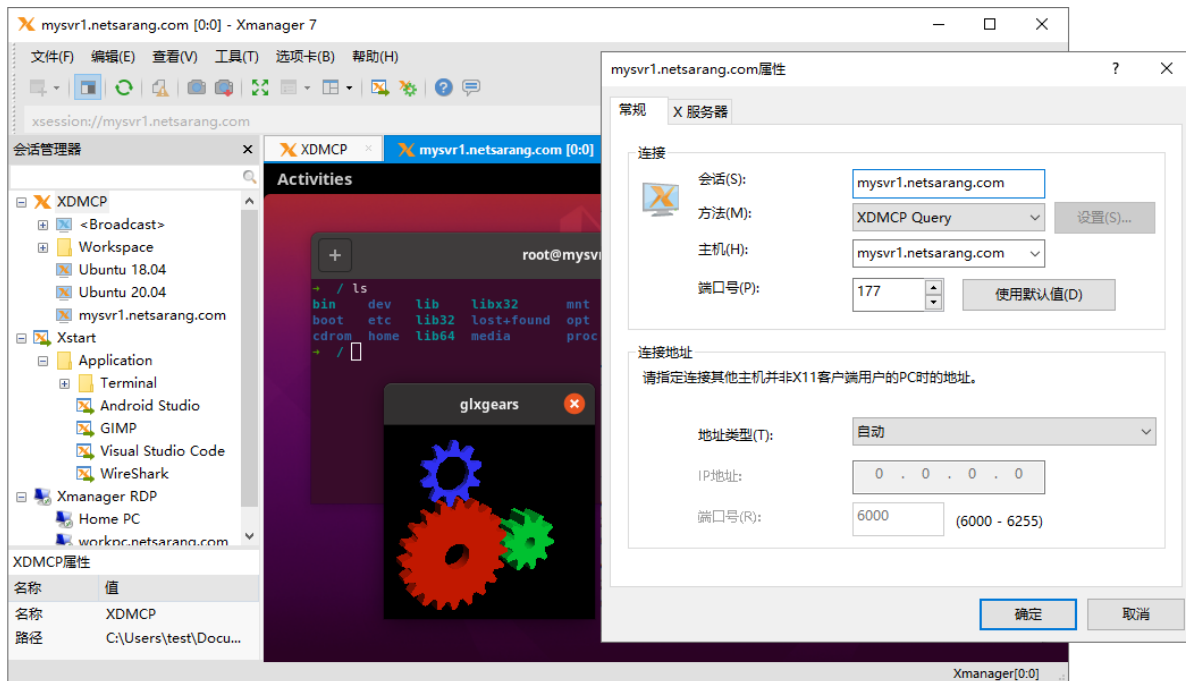 mysvr1.netsarang.com [0:0] - Xmanager 7
文件(F) 编辑(E) 查看(V) 工具(T) 选项卡(B) 帮助(H)
xsession://mysvr1.netsarang.com
会话管理器
XDMCP
<Broadcast>
Workspace
Ubuntu 18.04
Ubuntu 20.04
mysvr1.netsarang.com
Xstart
Application
Terminal
Android Studio
GIMP
Visual Studio Code
WireShark
Xmanager RDP
Home PC
workpc.netsarang.com
XDMCP属性
名称 值
名称 XDMCP
路径 C:\Users\test\Docu...
XDMCP mysvr1.netsarang.com [0:0]
Activities
root@mysvr
/ ls
bin dev lib libx32 mnt
boot etc lib32 lost+found opt
cdrom home lib64 media proc
/
glxgears
mysvr1.netsarang.com属性
常规 X 服务器
连接
会话(S): mysvr1.netsarang.com
方法(M): XDMCP Query 设置(S)...
主机(H): mysvr1.netsarang.com
端口号(P): 177 使用默认值(D)
连接地址
请指定连接其他主机并非X11客户端用户的PC时的地址。
地址类型(T): 自动
IP地址: 0 . 0 . 0 . 0
端口号(R): 6000 (6000 - 6255)
确定 取消
Xmanager[0:0]